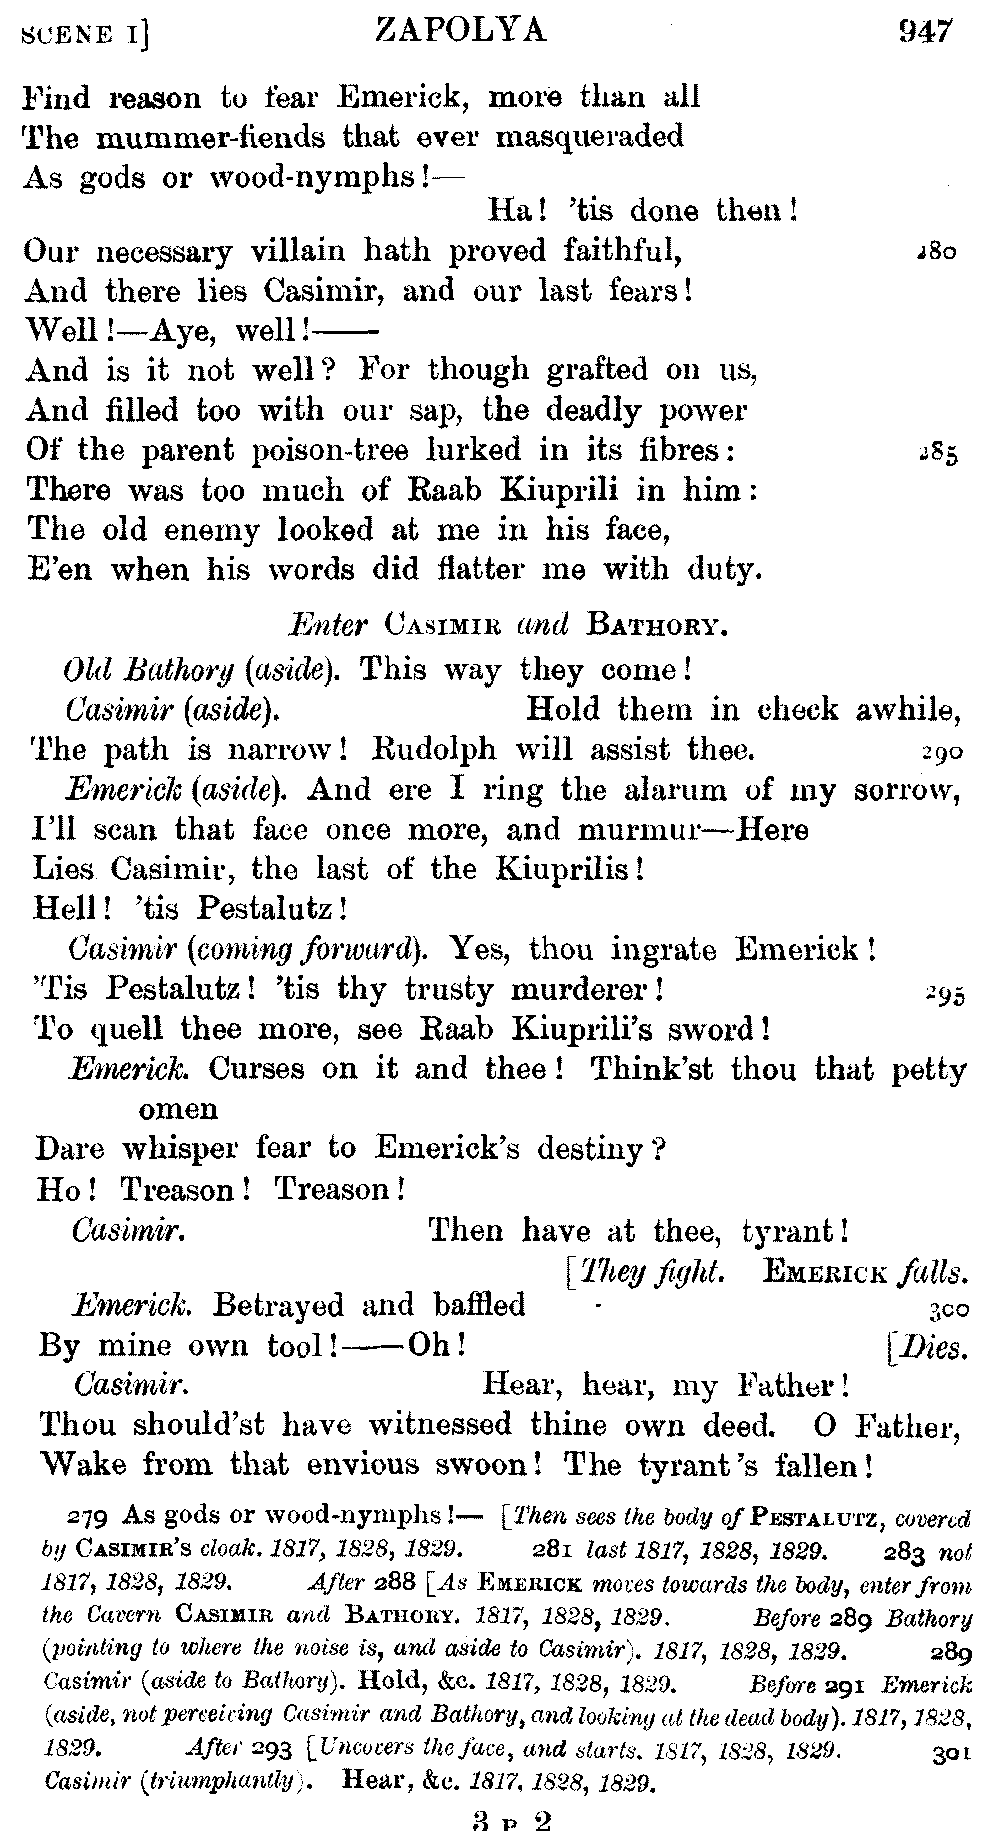 SCENE I] ZAPOLYA 947
Find reason to fear Emerick, more than all
The mummer-fiends that ever masqueraded
As gods or wood-nymphs!—
Ha! 'tis done then!
Our necessary villain hath proved faithful, 280
And there lies Casimir, and our last fears!
Well!—Aye, well!——
And is it not well? For though grafted on us,
And filled too with our sap, the deadly power
Of the parent poison-tree lurked in its fibres: 285
There was too much of Raab Kiuprili in him:
The old enemy looked at me in his face,
E'en when his words did flatter me with duty.
Enter CASIMIR and BATHORY.
Old Bathory (aside). This way they come!
Casimir (aside). Hold them in check awhile,
The path is narrow! Rudolph will assist thee. 290
Emerick (aside). And ere I ring the alarum of my sorrow,
I'll scan that face once more, and murmur—Here
Lies Casimir, the last of the Kiuprilis!
Hell! 'tis Pestalutz!
Casimir (coming forward). Yes, thou ingrate Emerick!
'Tis Pestalutz! 'tis thy trusty murderer! 295
To quell thee more, see Raab Kiuprili's sword!
Emerick. Curses on it and thee! Think'st thou that petty
omen
Dare whisper fear to Emerick's destiny?
Ho! Treason! Treason!
Casimir. Then have at thee, tyrant!
[They fight. EMERICK falls.
Emerick. Betrayed and baffled 300
By mine own tool!——Oh! [Dies.
Casimir. Hear, hear, my Father!
Thou should'st have witnessed thine own deed. O Father,
Wake from that envious swoon! The tyrant's fallen!
279 As gods or wood-nymphs!— [Then sees the body of PESTALUTZ, covered
by CASIMIR'S cloak. 1817, 1828, 1829. 281 last 1817, 1828, 1829. 283 not
1817, 1828, 1829. After 288 [As EMERICK moves towards the body, enter from
the Cavern CASIMIR and BATHORY. 1817, 1828, 1829. Before 289 Bathory
(pointing to where the noise is, and aside to Casimir). 1817, 1828, 1829. 289
Casimir (aside to Bathory). Hold, &c. 1817, 1828, 1829. Before 291 Emerick
(aside, not perceiving Casimir and Bathory, and looking at the dead body). 1817, 1828,
1829. After 293 [Uncovers the face, and starts. 1817, 1828, 1829. 301
Casimir (triumphantly). Hear, &c. 1817, 1828, 1829.
3 P 2